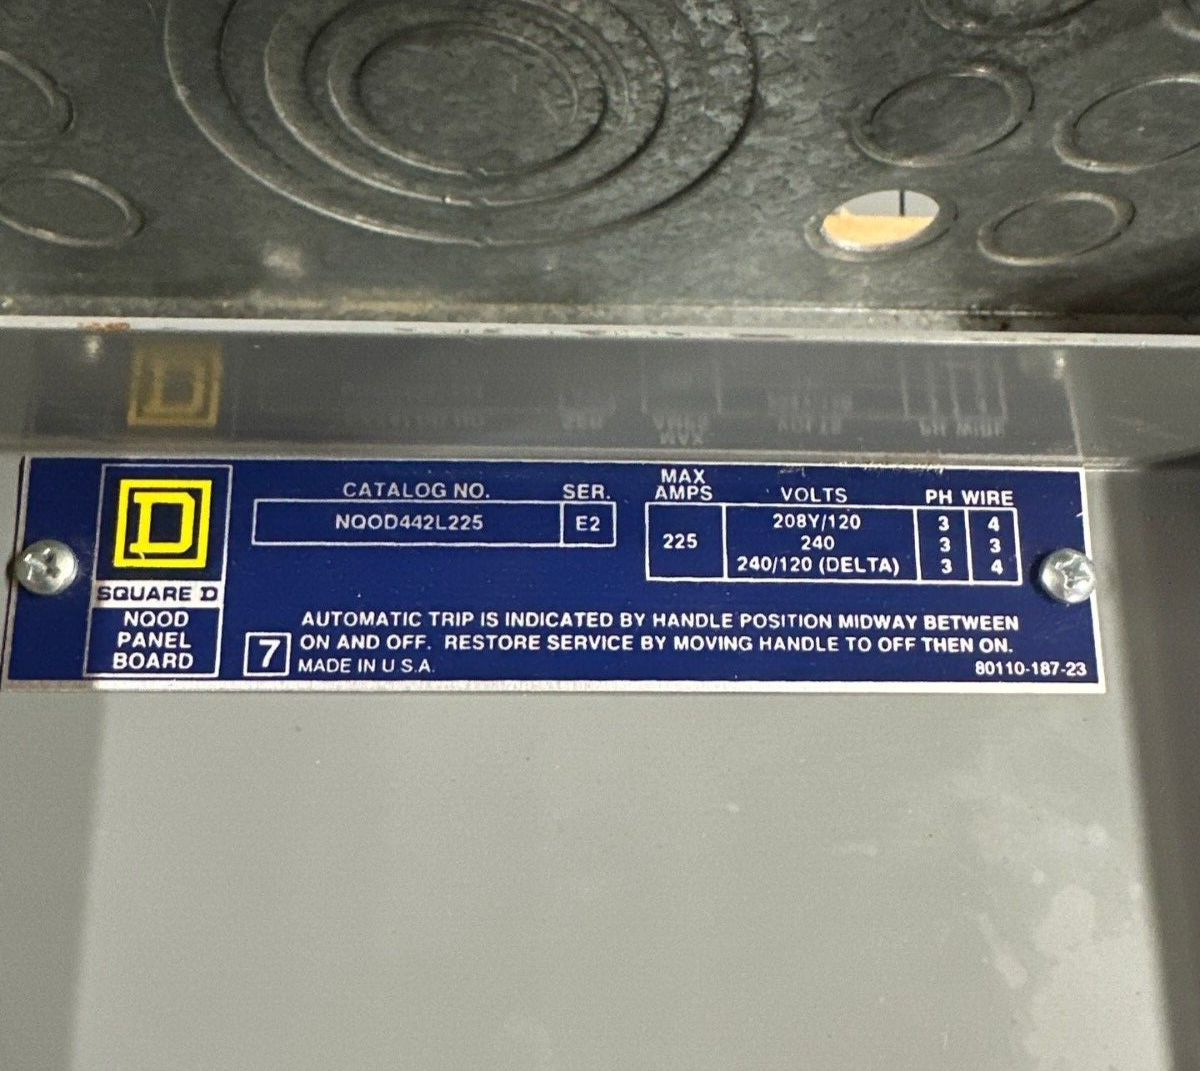 D
SQUARE D
NQOD
PANEL
BOARD
CATALOG NO. SER.
NQOD442L225 E2
MAX
AMPS VOLTS PH WIRE
225
208Y/120 3 4
240 3 3
240/120 (DELTA) 3 4
AUTOMATIC TRIP IS INDICATED BY HANDLE POSITION MIDWAY BETWEEN
7 ON AND OFF. RESTORE SERVICE BY MOVING HANDLE TO OFF THEN ON.
MADE IN U S.A. 80110-187-23